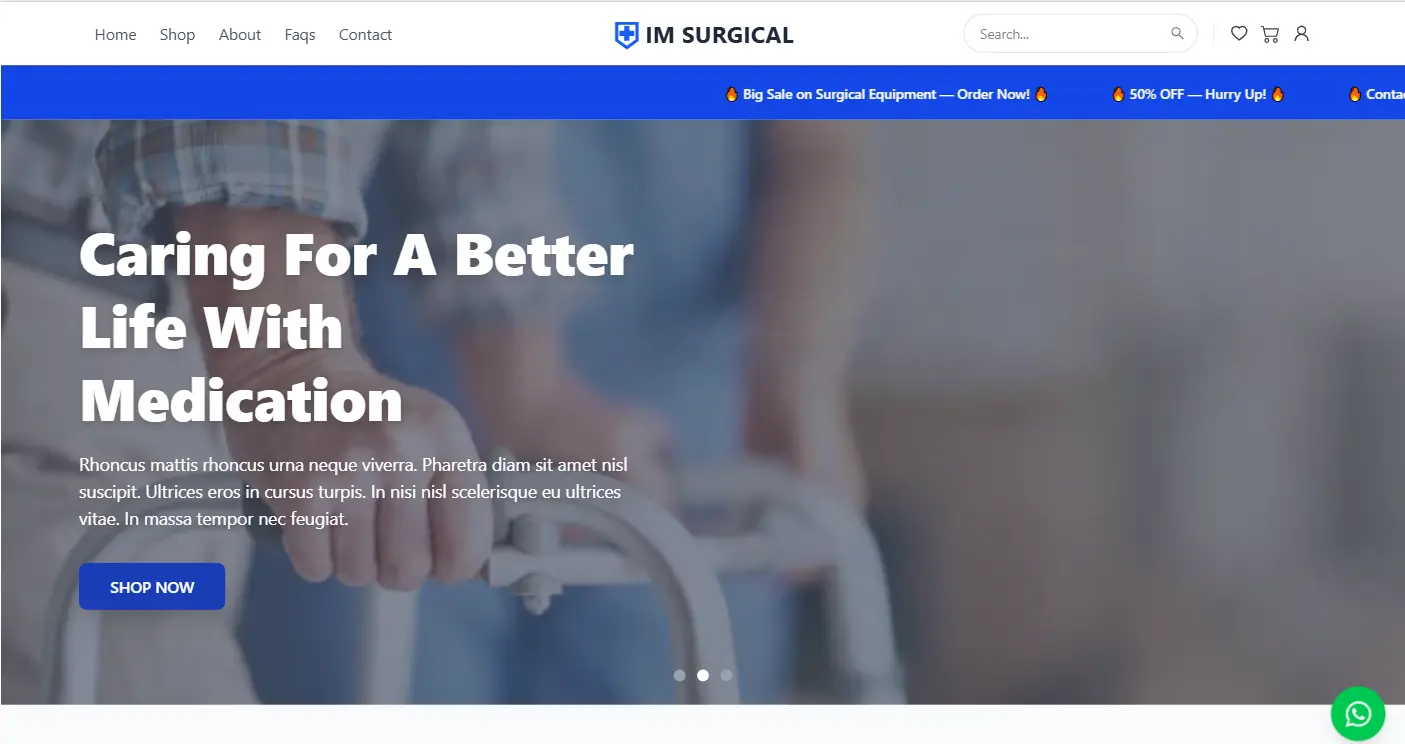 Home Shop About Faqs Contact
IM SURGICAL
Search...
🔥 Big Sale on Surgical Equipment — Order Now! 🔥 🔥 50% OFF — Hurry Up! 🔥 🔥
Caring For A Better
Life With
Medication
Rhoncus mattis rhoncus urna neque viverra. Pharetra diam sit amet nisl
suscipit. Ultrices eros in cursus turpis. In nisi nisl scelerisque eu ultrices
vitae. In massa tempor nec feugiat.
SHOP NOW